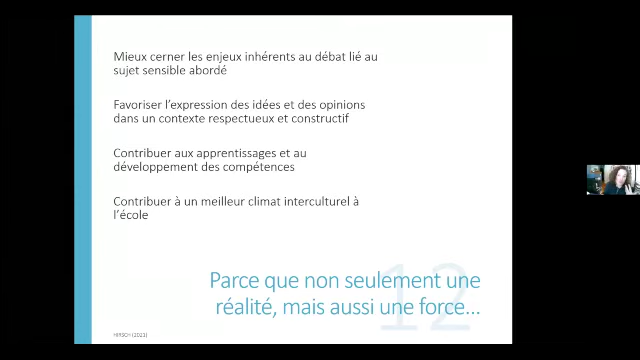 Mieux cerner les enjeux inhérents au débat lié au
sujet sensible abordé
Favoriser l'expression des idées et des opinions
dans un contexte respectueux et constructif
Contribuer aux apprentissages et au
développement des compétences
Contribuer à un meilleur climat interculturel à
l'école
12
Parce que non seulement une
réalité, mais aussi une force…
HIRSCH (2021)